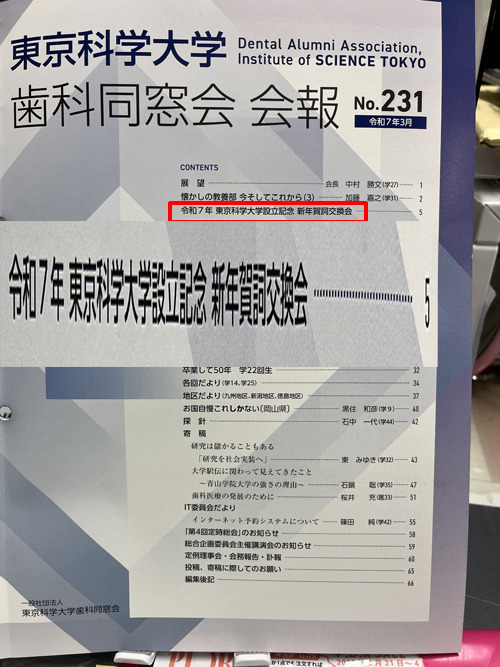 東京科学大学
Dental Alumni Association,
Institute of SCIENCE TOKYO
歯科同窓会 会報 No.231
令和7年3月
CONTENTS
展　望 会長 中村 勝文(学27) 1
懐かしの教養部 今そしてこれから(3) 加藤 嘉之(学31) 2
令和7年 東京科学大学設立記念 新年賀詞交換会 5
令和7年 東京科学大学設立記念 新年賀詞交換会 5
卒業して50年 学22回生 32
各回だより(学14、学25) 34
地区だより(九州地区、新潟地区、徳島地区) 37
お国自慢これしかない〔岡山県〕 黒住 和彦(学9) 40
探　針 石中 一代(学44) 42
寄　稿
研究は儲かることもある
「研究を社会実装へ」 東 みゆき(学32) 43
大学駅伝に関わって見えてきたこと
～青山学院大学の強さの理由～ 石鍋 聡(学35) 47
歯科医療の発展のために 桜井 充(医33) 51
IT委員会だより
インターネット予約システムについて 篠田 純(学42) 55
「第4回定時総会」のお知らせ 58
総合企画委員会主催講演会のお知らせ 59
定例理事会・会務報告・訃報 60
投稿、寄稿に際してのお願い 65
編集後記 66
一般社団法人
東京科学大学歯科同窓会